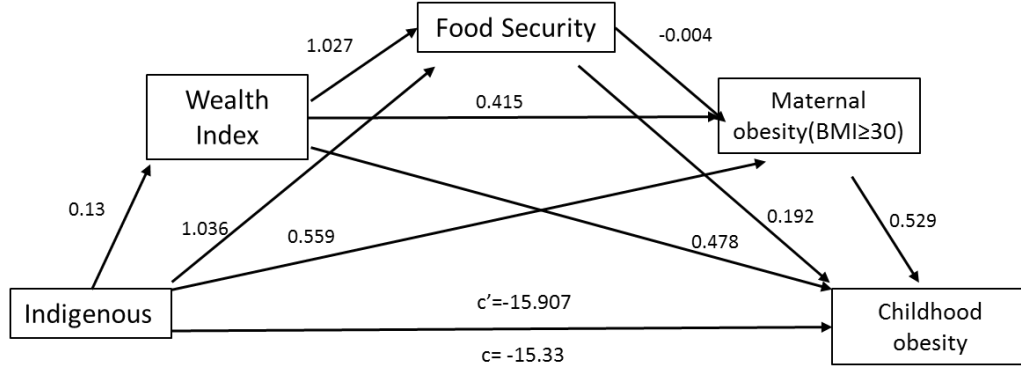 Food Security
1.027
-0.004
Wealth
Index
0.415
Maternal
obesity(BMI≥30)
0.13
1.036
0.559
0.192
0.478
0.529
Indigenous
c’=-15.907
c= -15.33
Childhood
obesity